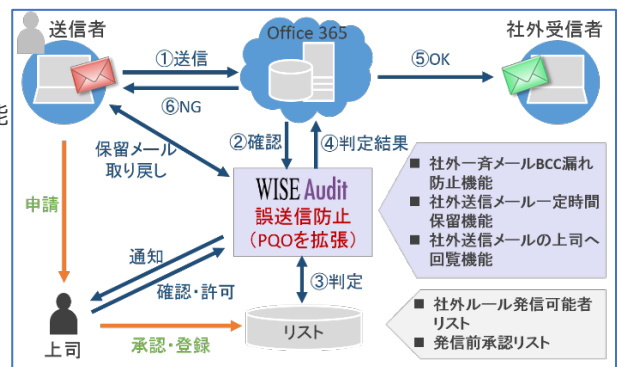 送信者
Office 365
社外受信者
①送信
⑤OK
⑥NG
能
保留メール
取り戻し
②確認
④判定結果
WISE Audit
誤送信防止
（PQOを拡張）
■ 社外一斉メールBCC漏れ
防止機能
■ 社外送信メール一定時間
保留機能
■ 社外送信メールの上司へ
回覧機能
申請
通知
確認・許可
③判定
上司
承認・登録
リスト
■ 社外ルール発信可能者
リスト
■ 発信前承認リスト